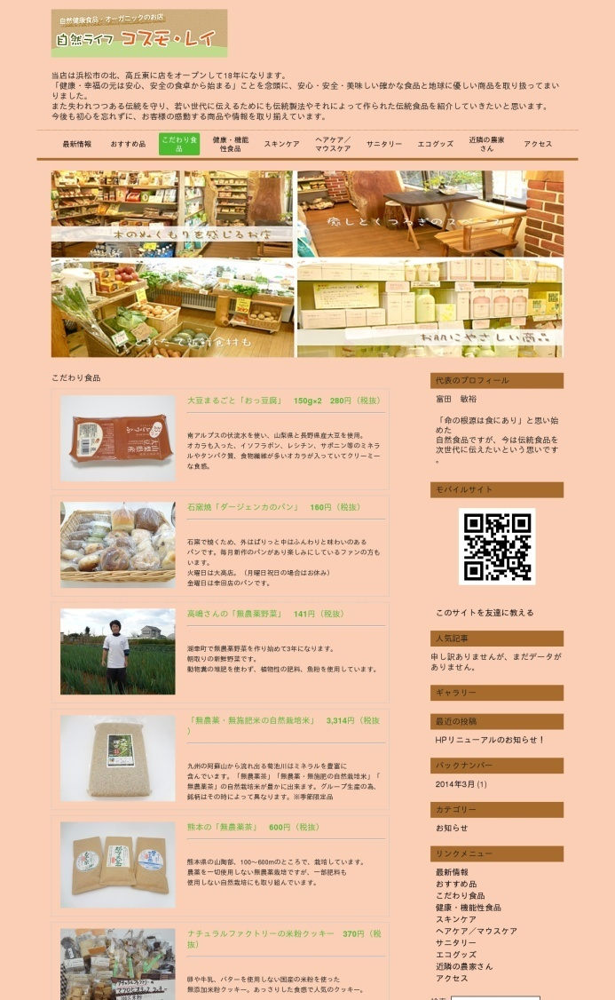 自然健康食品・オーガニックのお店
自然ライフ コスモ・レイ
当店は浜松市の北、高丘東に店をオープンして18年になります。
「健康・幸福の元は安心、安全の食卓から始まる」ことを念頭に、安心・安全・美味しい確かな食品と地球に優しい商品を取り扱ってまい
りました。
また失われつつある伝統を守り、若い世代に伝えるためにも伝統製法やそれによって作られた伝統食品を紹介していきたいと思います。
今後も初心を忘れずに、お客様の感動する商品や情報を取り揃えています。
最新情報
おすすめ品
こだわり食
品
健康・機能
性食品
スキンケア
ヘアケア／
マウスケア
サニタリー
エコグッズ
近隣の農家
さん
アクセス
木のぬくもりを感じるお店
癒しとくつろぎのスペース
とれたて新鮮食材も
お肌にやさしい商品
こだわり食品
大豆まるごと「おっ豆腐」　150g×2　280円（税抜）
南アルプスの伏流水を使い、山梨県と長野県産大豆を使用。
オカラも入った、イソフラボン、レシチン、サポニン等のミネラ
ルやタンパク質、食物繊維が多いオカラが入っていてクリーミー
な食感。
石窯焼「ダージェンカのパン」　160円（税抜）
石窯で焼くため、外はぱりっと中はふんわりと味わいのある
パンです。毎月新作のパンがあり楽しみにしているファンの方も
います。
火曜日は大高店。（月曜日祝日の場合はお休み）
金曜日は幸田店のパンです。
高嶋さんの「無農薬野菜」　141円（税抜）
湖東町で無農薬野菜を作り始めて3年になります。
朝取りの新鮮野菜です。
動物糞の堆肥を使わず、植物性の肥料、魚粉を使用しています。
「無農薬・無施肥米の自然栽培米」　3,314円（税抜
）
九州の阿蘇山から流れ出る菊池川はミネラルを豊富に
含んでいます。「無農薬茶」「無農薬・無施肥の自然栽培米」「
無農薬茶」の自然栽培米が豊かに出来ます。グループ生産の為、
銘柄はその時によって異なります。※季節限定品
熊本の「無農薬茶」　600円（税抜）
熊本県の山陶部、100～600mのところで、栽培しています。
農薬を一切使用しない無農薬栽培ですが、一部肥料も
使用しない自然栽培にも取り組んでいます。
ナチュラルファクトリーの米粉クッキー　370円（税
抜）
卵や牛乳、バターを使用しない国産の米粉を使った
無添加米粉クッキー。あっさりした食感で人気のクッキー。
代表のプロフィール
富田　敏裕
「命の根源は食にあり」と思い始
めた
自然食品ですが、今は伝統食品を
次世代に伝えたいという思いです
。
モバイルサイト
このサイトを友達に教える
人気記事
申し訳ありませんが、まだデータが
ありません。
ギャラリー
最近の投稿
HPリニューアルのお知らせ！
バックナンバー
2014年3月 (1)
カテゴリー
お知らせ
リンクメニュー
最新情報
おすすめ品
こだわり食品
健康・機能性食品
スキンケア
ヘアケア／マウスケア
サニタリー
エコグッズ
近隣の農家さん
アクセス